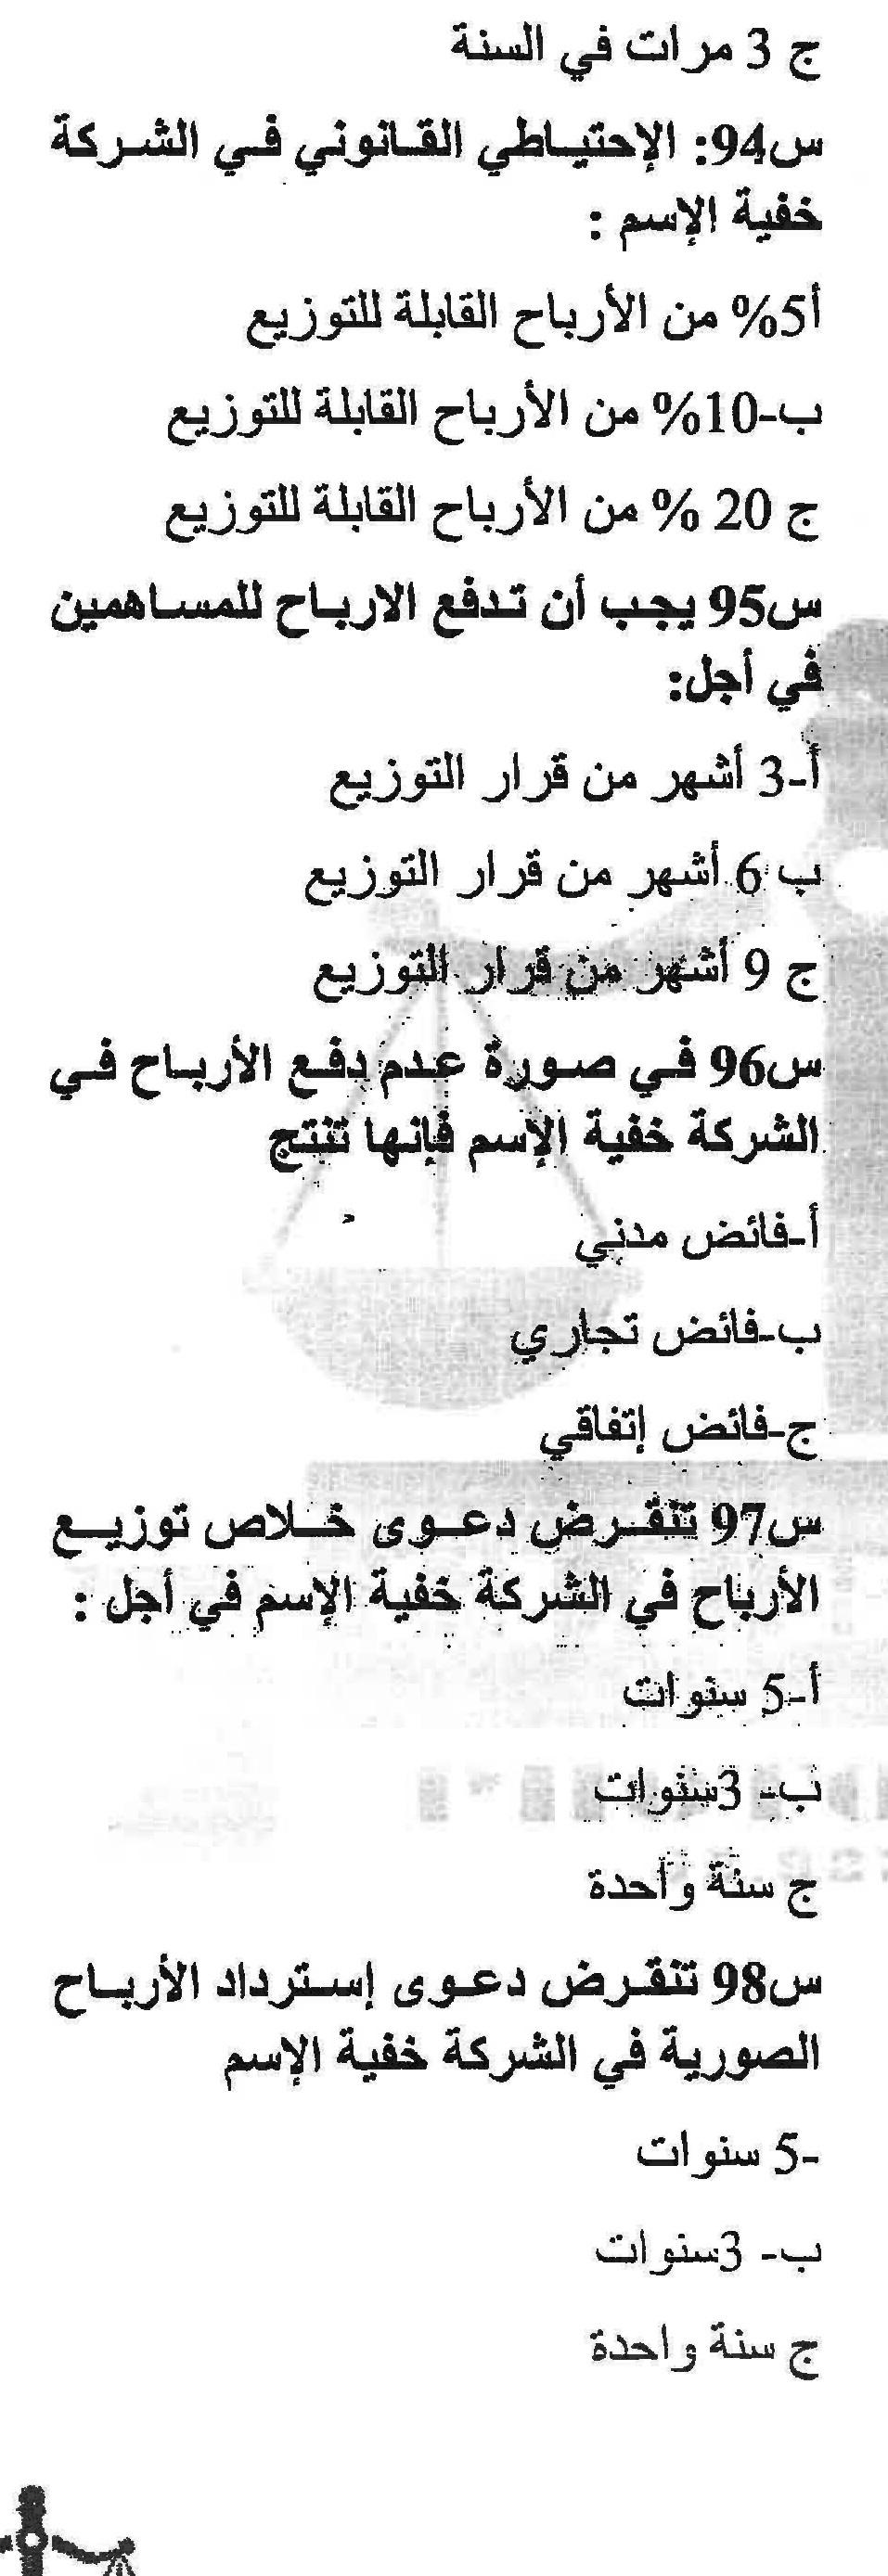 ج 3 مرات في السنة
س94: الإحتياطي القانوني في الشركة
خفية الإسم :
أ5% من الأرباح القابلة للتوزيع
ب-10% من الأرباح القابلة للتوزيع
ج 20 % من الأرباح القابلة للتوزيع
س95 يجب أن تدفع الارباح للمساهمين
في أجل:
أ-3 أشهر من قرار التوزيع
ب 6 أشهر من قرار التوزيع
ج 9 أشهر من قرار التوزيع
س96 في صورة عدم دفع الأرباح في
الشركة خفية الإسم فإنها تنتج
أ-فائض مدني
ب-فائض تجاري
ج-فائض إتفاقي
س97 تنقرض دعوى خلاص توزيع
الأرباح في الشركة خفية الإسم في أجل :
أ-5 سنوات
ب- 3سنوات
ج سنة واحدة
س98 تنقرض دعوى إسترداد الأرباح
الصورية في الشركة خفية الإسم
-5 سنوات
ب- 3سنوات
ج سنة واحدة